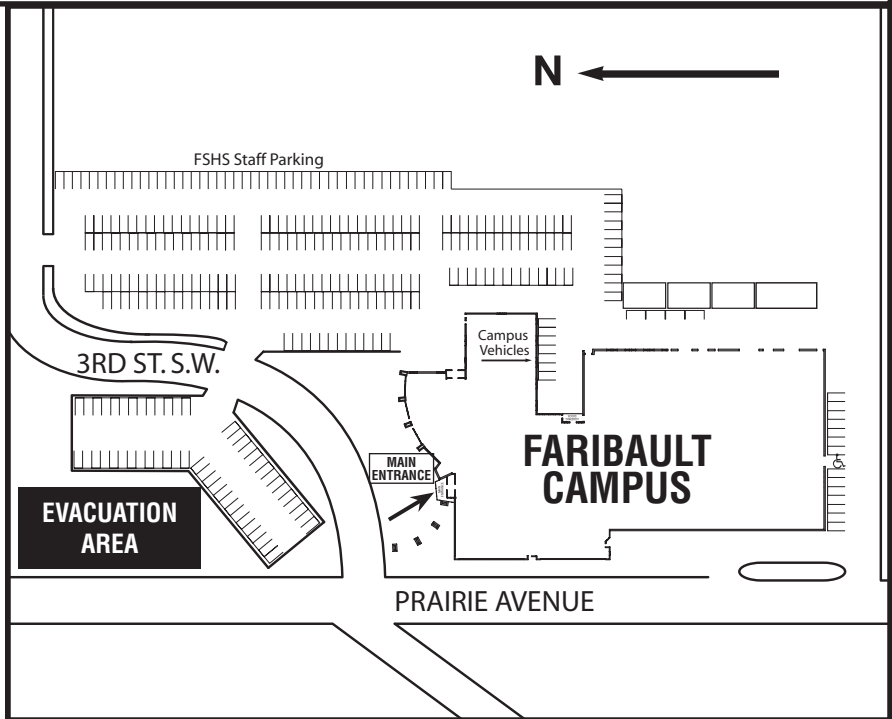 N
FSHS Staff Parking
Campus
Vehicles
3RD ST. S.W.
MAIN
ENTRANCE
FARIBAULT
CAMPUS
EVACUATION
AREA
PRAIRIE AVENUE